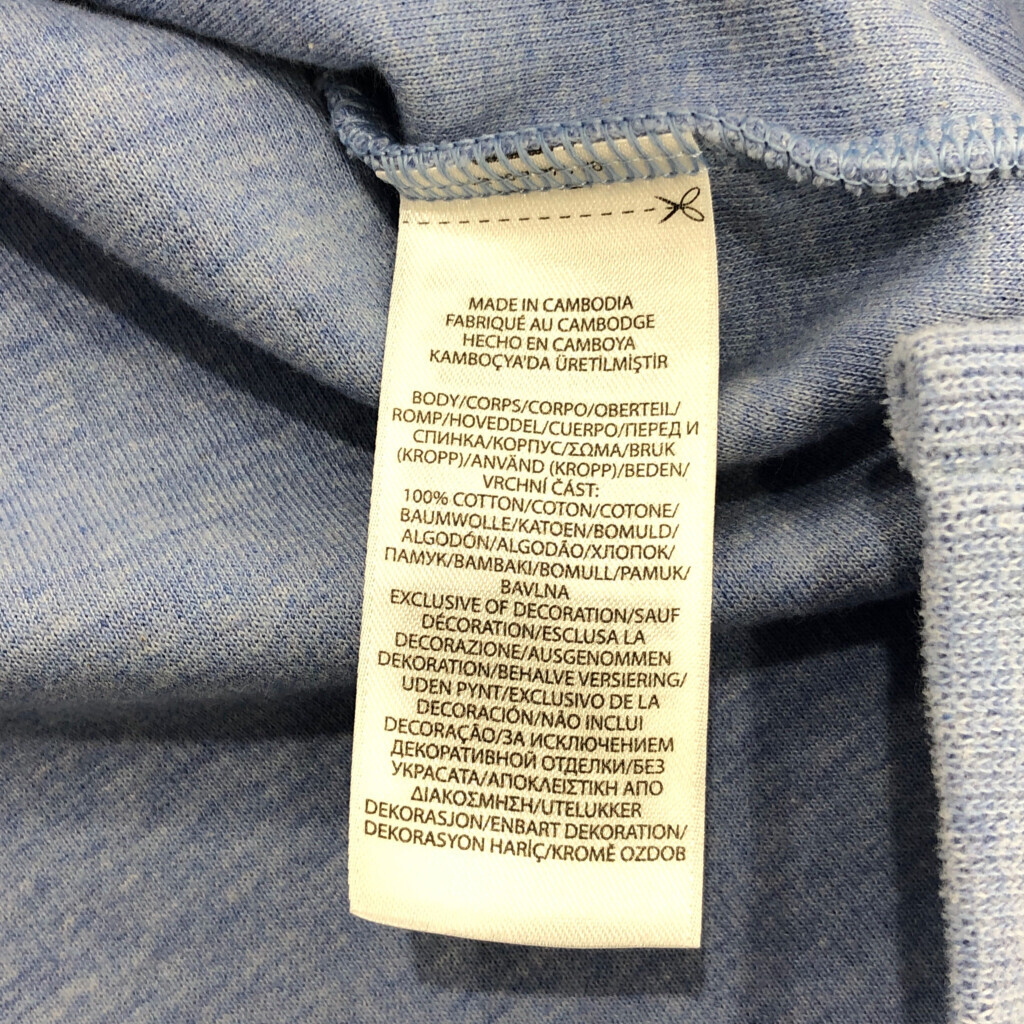 MADE IN CAMBODIA
FABRIQUÉ AU CAMBODGE
HECHO EN CAMBOYA
KAMBOÇYA'DA ÜRETİLMİŞTİR
BODY/CORPS/CORPO/OBERTEIL/
ROMP/HOVEDDEL/CUERPO/ПЕРЕД И
СПИНКА/КОРПУС/ΣΩΜΑ/BRUK
(KROPP)/ANVÄND (KROPP)/BEDEN/
VRCHNÍ ČÁST:
100% COTTON/COTON/COTONE/
BAUMWOLLE/KATOEN/BOMULD/
ALGODÓN/ALGODÃO/ХЛОПОК/
ПАМУК/BAMBAKI/BOMULL/PAMUK/
BAVLNA
EXCLUSIVE OF DECORATION/SAUF
DÉCORATION/ESCLUSA LA
DECORAZIONE/AUSGENOMMEN
DEKORATION/BEHALVE VERSIERING/
UDEN PYNT/EXCLUSIVO DE LA
DECORACIÓN/NÃO INCLUI
DECORAÇÃO/ЗА ИСКЛЮЧЕНИЕМ
ДЕКОРАТИВНОЙ ОТДЕЛКИ/БЕЗ
УКРАСАТА/ΑΠΟΚΛΕΙΣΤΙΚΗ ΑΠΟ
ΔΙΑΚΟΣΜΗΣΗ/UTELUKKER
DEKORASJON/ENBART DEKORATION/
DEKORASYON HARİÇ/KROMĚ OZDOB